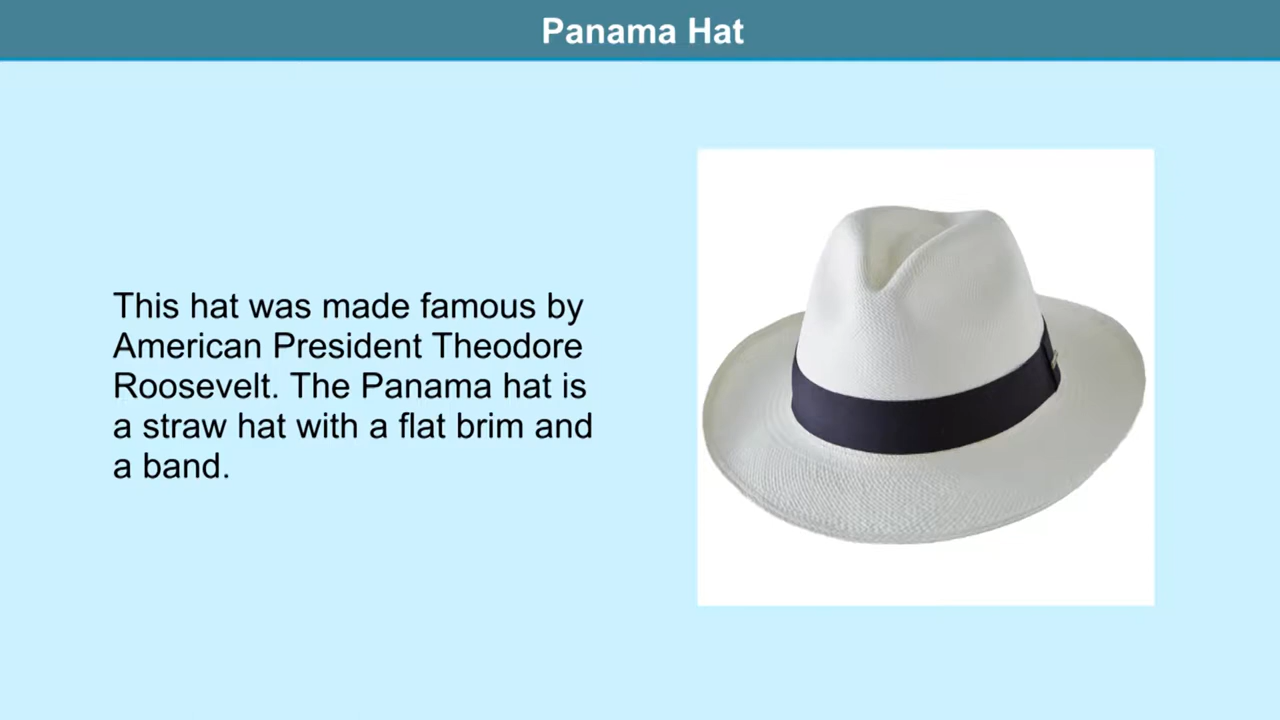 Panama Hat
This hat was made famous by
American President Theodore
Roosevelt. The Panama hat is
a straw hat with a flat brim and
a band.